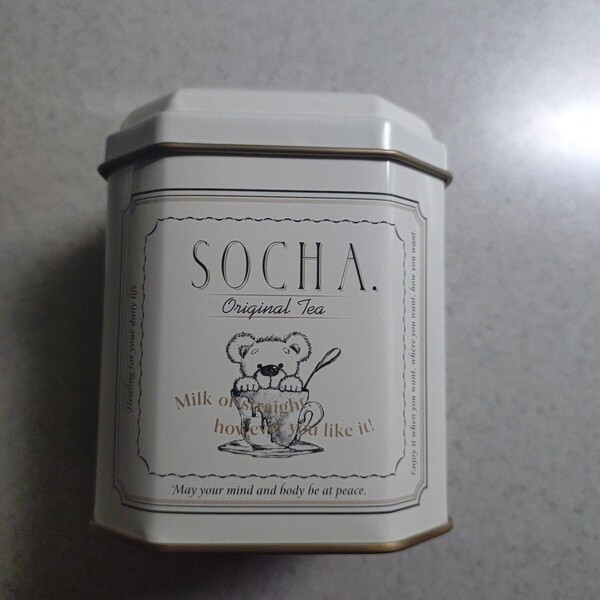 SOCHA.
Original Tea
Milk or straight
however you like it!
May your mind and body be at peace.
Healing for your daily life.
Enjoy it when you want, where you want, how you want.